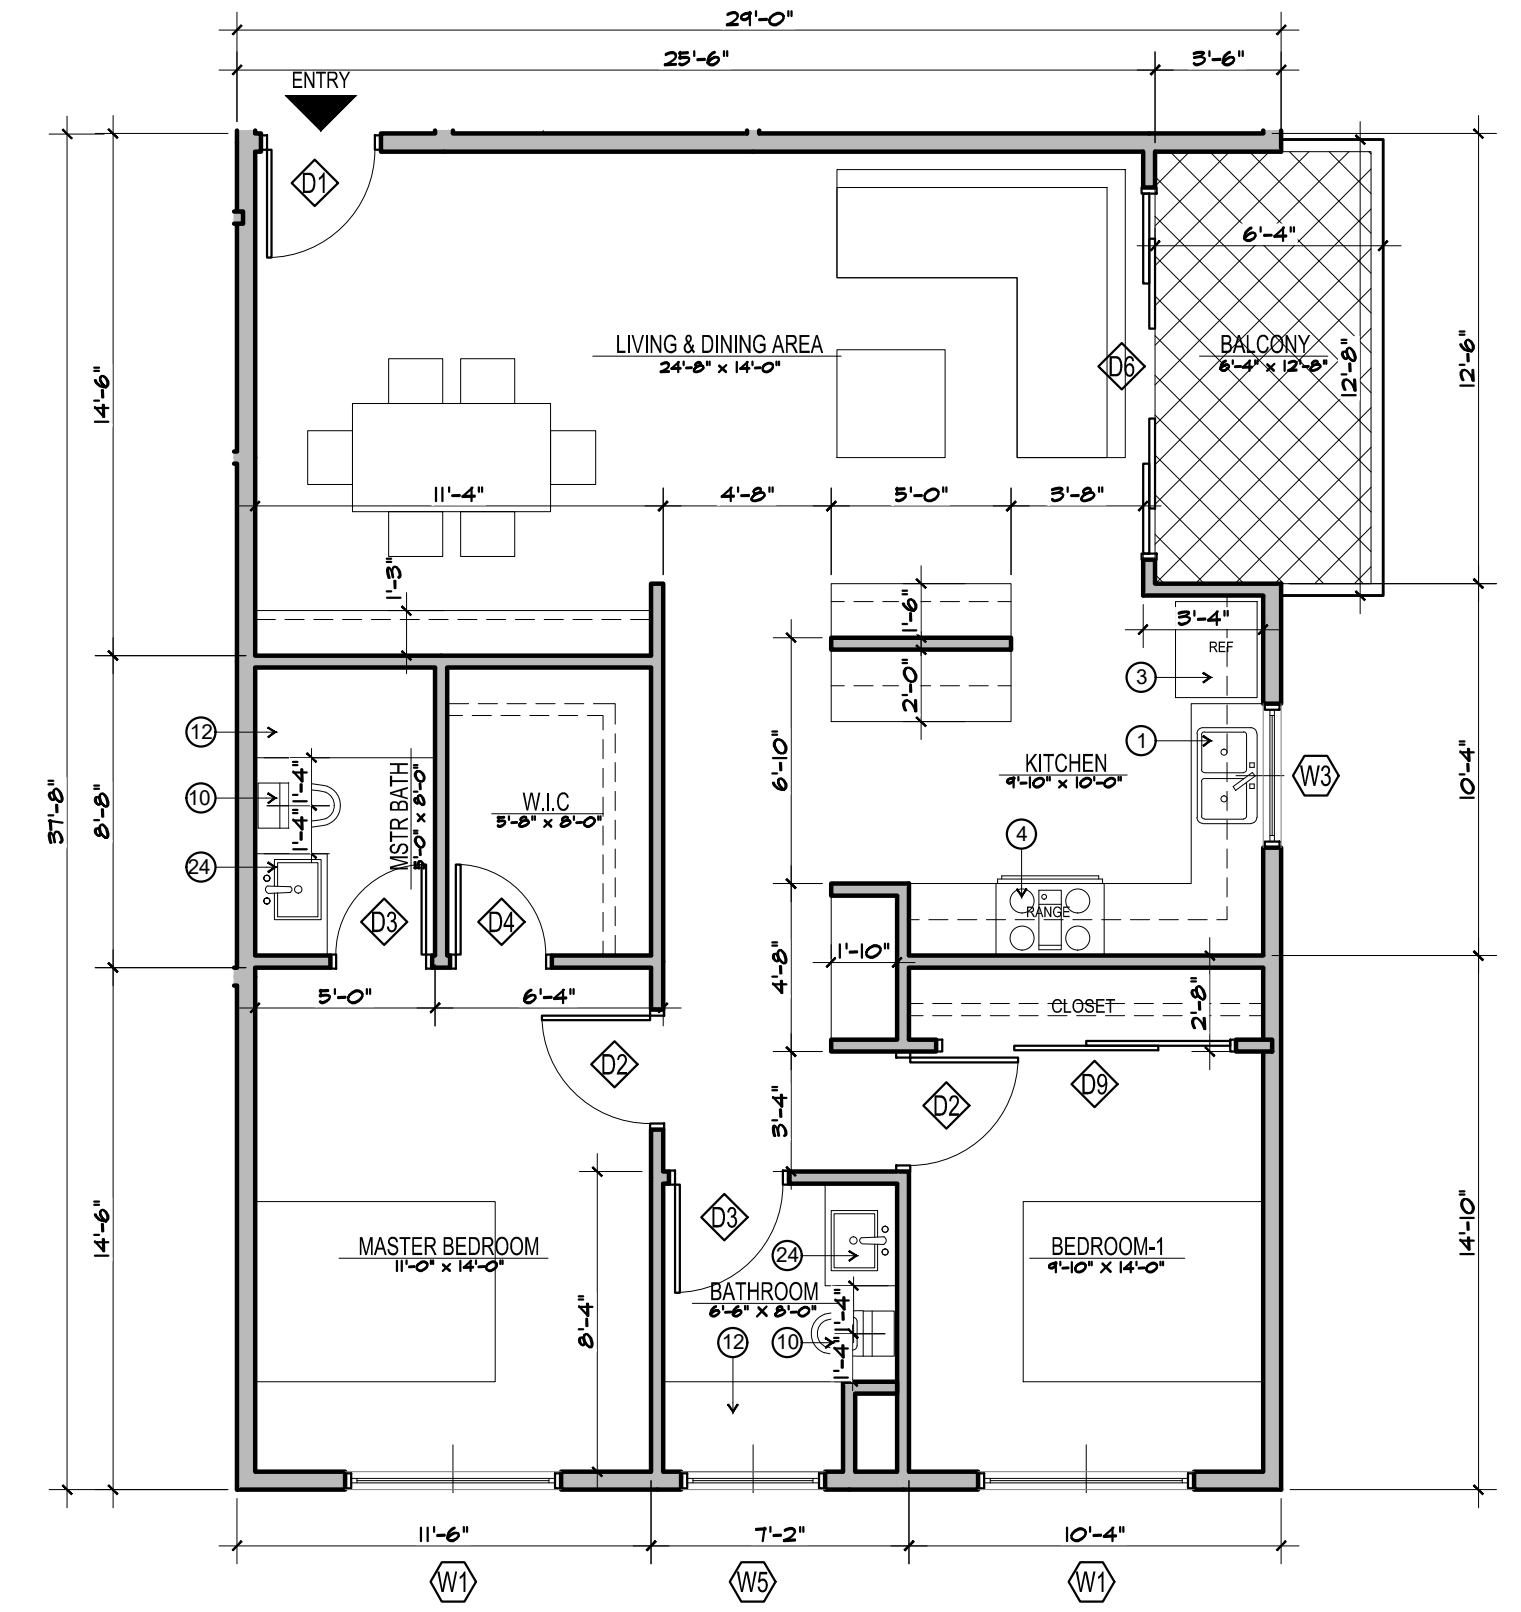 29'-0"
25'-6"
3'-6"
ENTRY
D1
6'-4"
LIVING & DINING AREA
24'-8" x 14'-0"
D6
BALCONY
6'-4" x 12'-8"
12'-8"
12'-6"
14'-6"
11'-4"
4'-8"
5'-0"
3'-8"
1'-3"
1'-6"
3'-4"
REF
3
2'-0"
12
1
6'-10"
KITCHEN
9'-10" x 10'-0"
W3
10'-4"
37'-8"
8'-8"
10
1'-4"
1'-4"
MSTR BATH
5'-0" x 8'-0"
W.I.C
5'-8" x 8'-0"
4
24
RANGE
D3
D4
1'-10"
4'-8"
5'-0"
6'-4"
CLOSET
2'-8"
D2
D9
D2
3'-4"
D3
14'-6"
MASTER BEDROOM
11'-0" x 14'-0"
24
BEDROOM-1
9'-10" X 14'-0"
14'-10"
BATHROOM
6'-6" X 8'-0"
1'-4"
8'-4"
12
10
1'-4"
11'-6"
7'-2"
10'-4"
W1
W5
W1